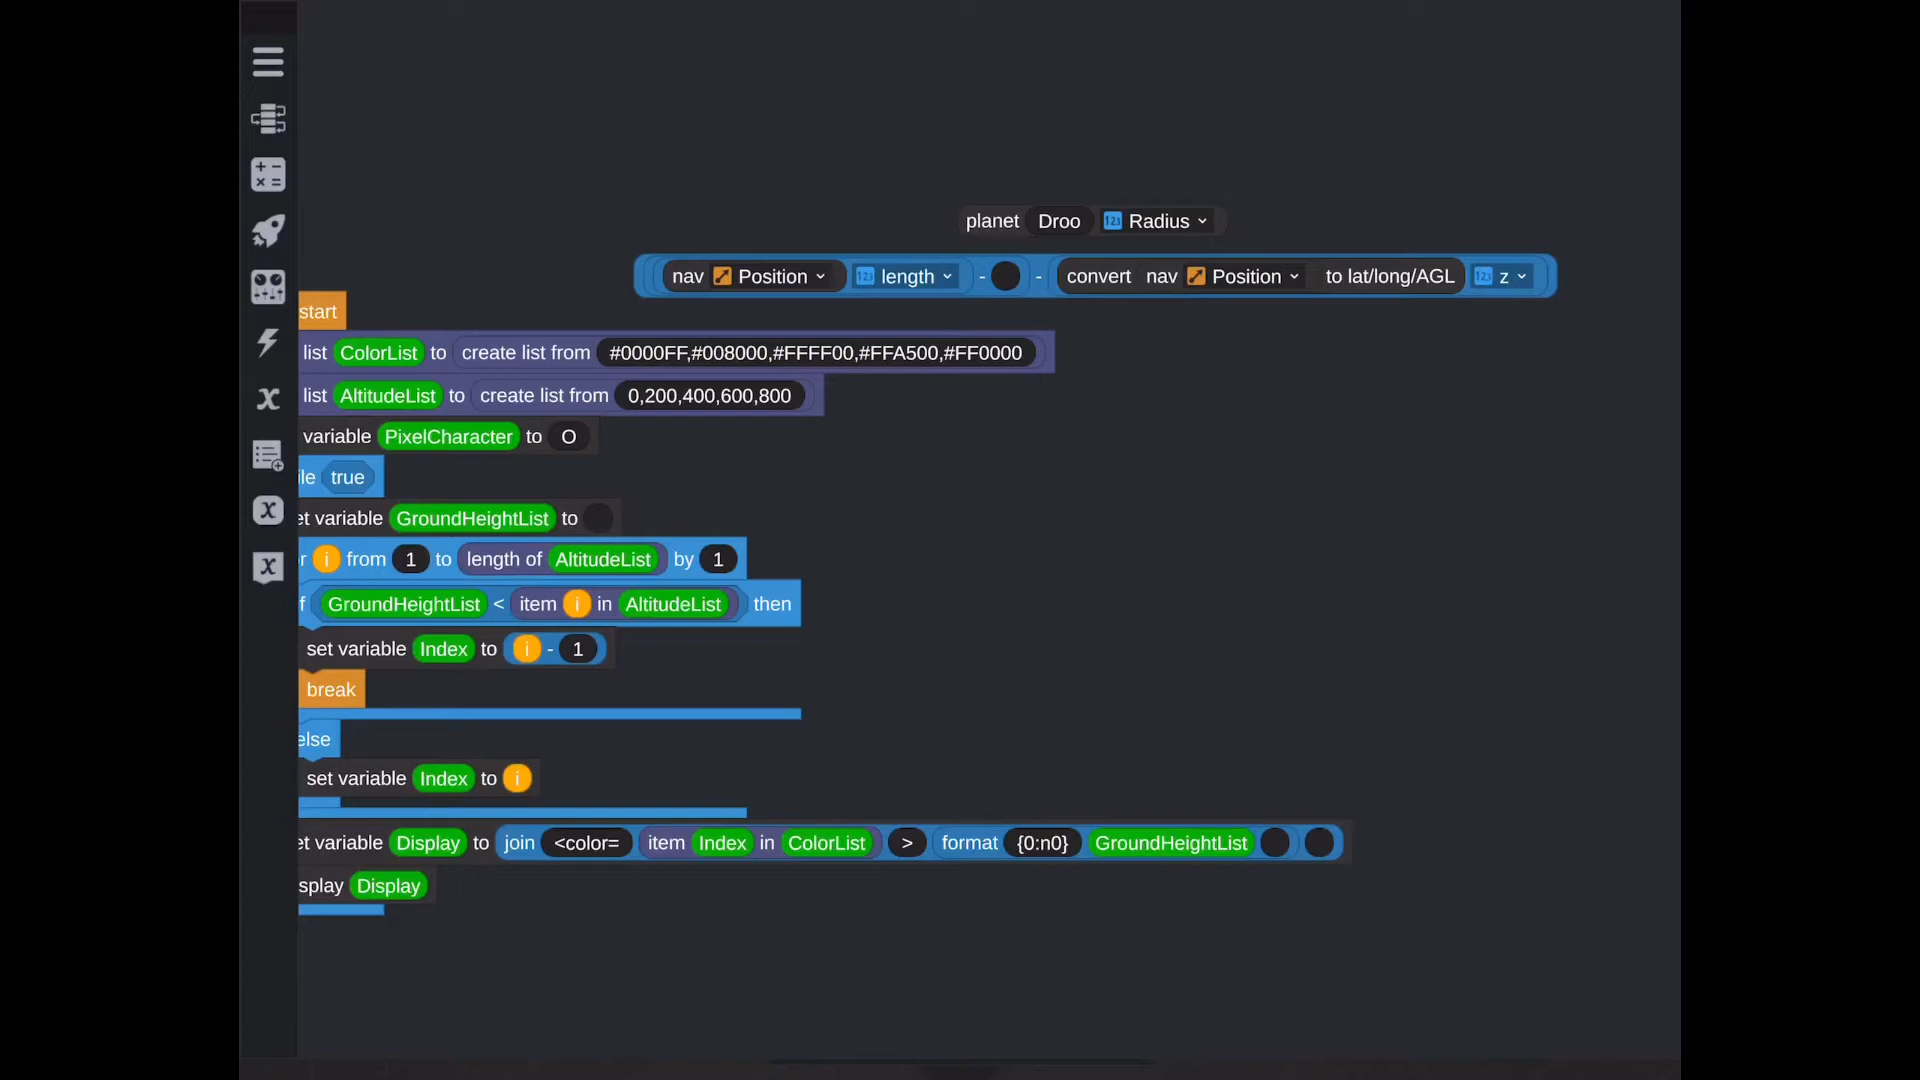 planet Droo 123 Radius
nav Position 123 length - - convert nav Position to lat/long/AGL 123 z
start
list ColorList to create list from #0000FF,#008000,#FFFF00,#FFA500,#FF0000
list AltitudeList to create list from 0,200,400,600,800
variable PixelCharacter to O
ile true
et variable GroundHeightList to
r i from 1 to length of AltitudeList by 1
f GroundHeightList < item i in AltitudeList then
set variable Index to i - 1
break
else
set variable Index to i
et variable Display to join <color= item Index in ColorList > format {0:n0} GroundHeightList
splay Display